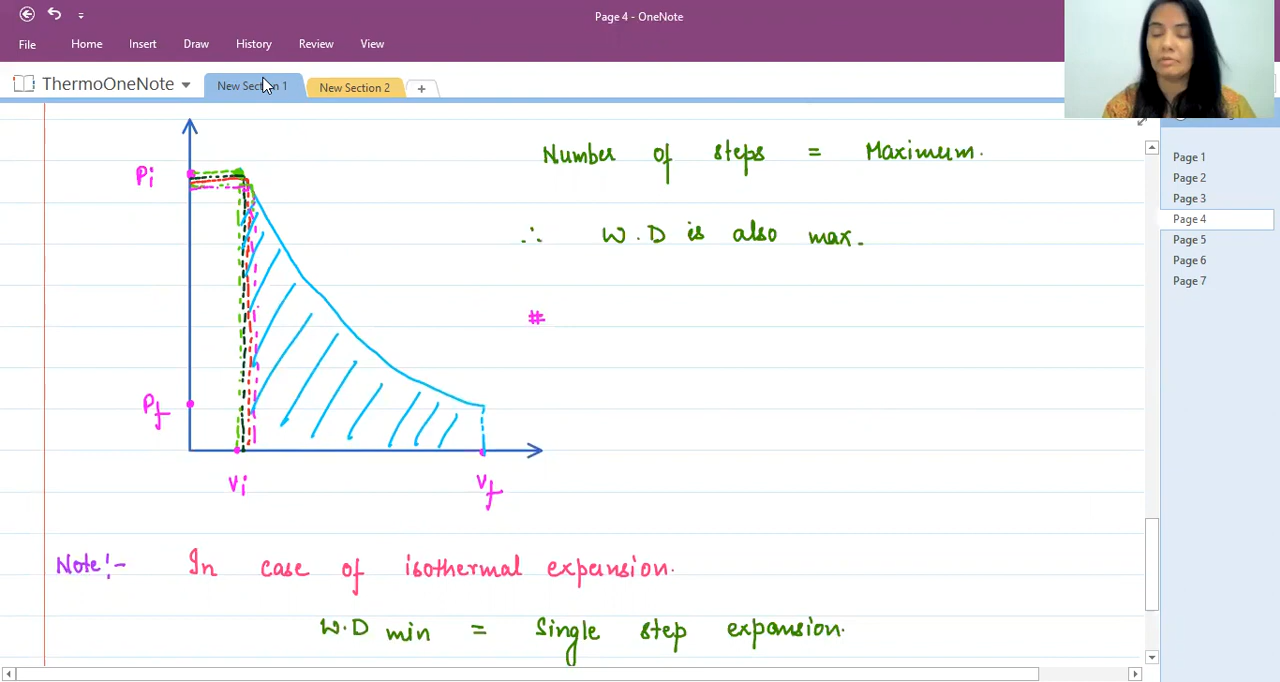 Page 4 - OneNote
File Home Insert Draw History Review View
ThermoOneNote New Section 1 New Section 2
Number of steps = Maximum.
Pi
∴ W.D is also max.
#
Pf
Vi Vf
Note!- In case of isothermal expansion.
W.D min = Single step expansion.
Page 1
Page 2
Page 3
Page 4
Page 5
Page 6
Page 7